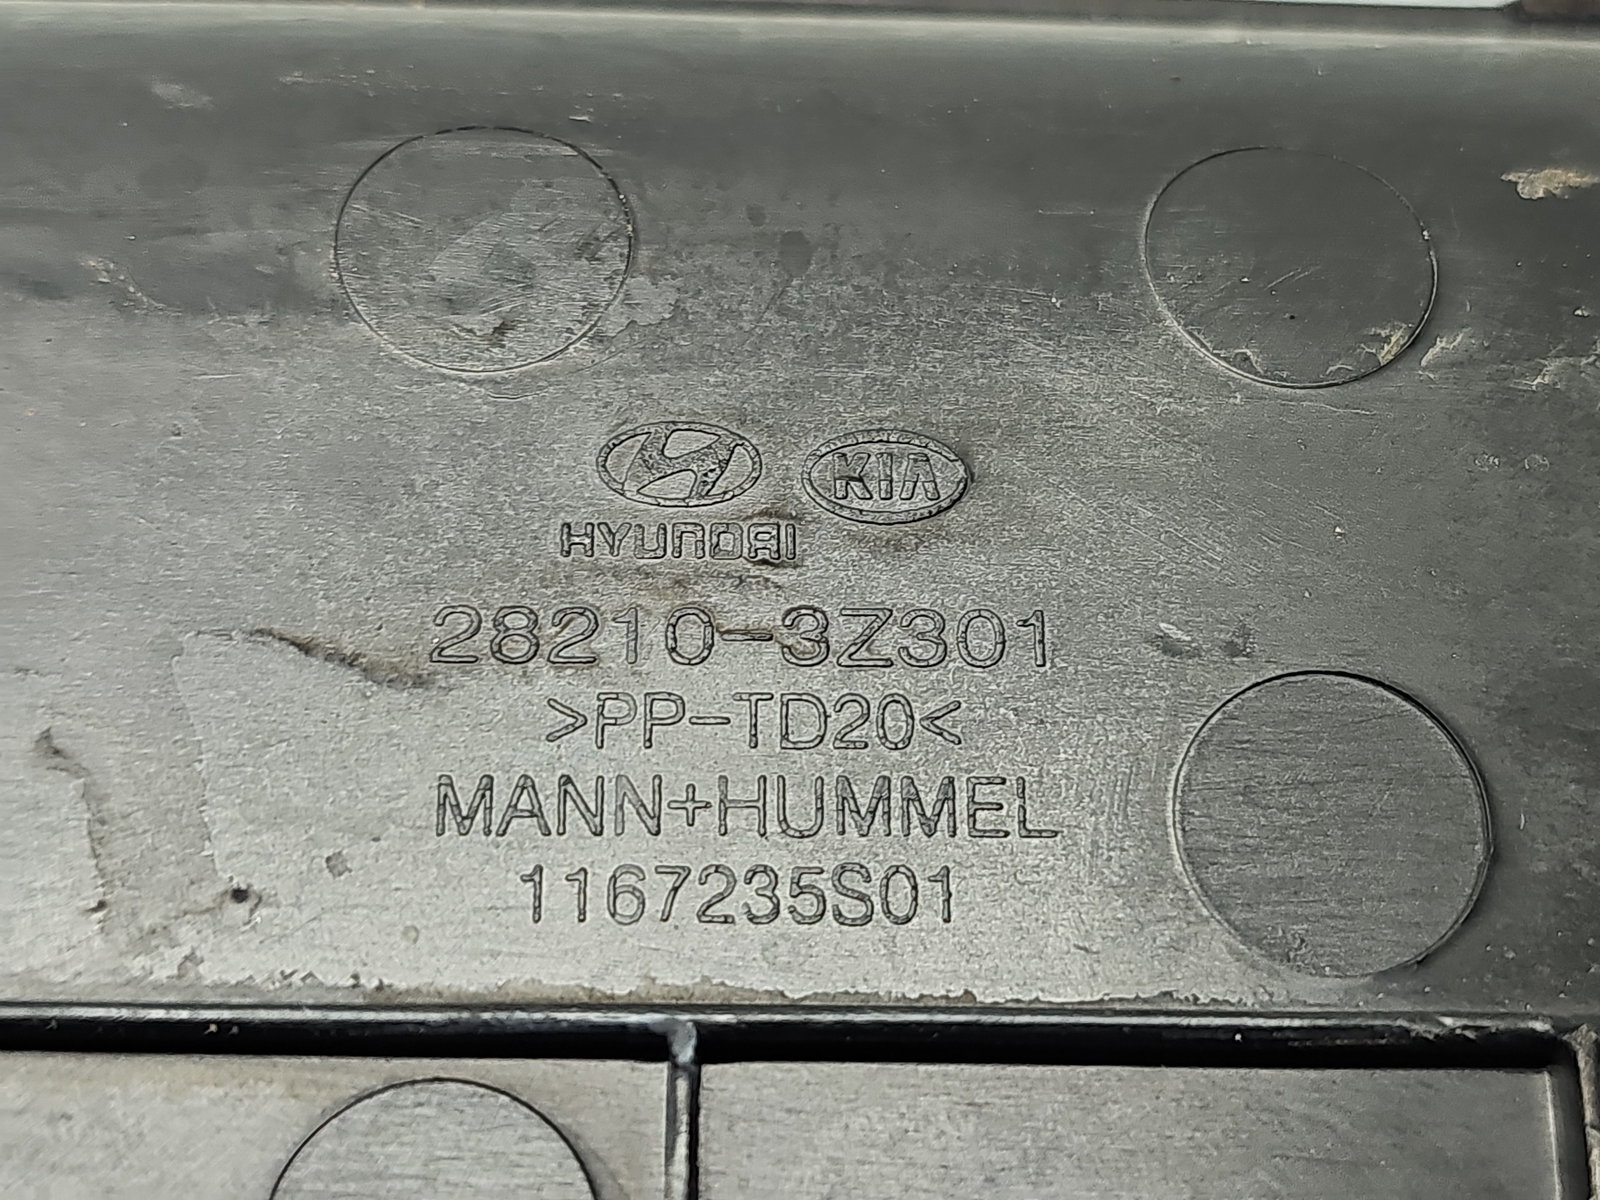 KIA
HYUNDAI
28210-3Z301
>PP-TD20<
MANN+HUMMEL
1167235S01